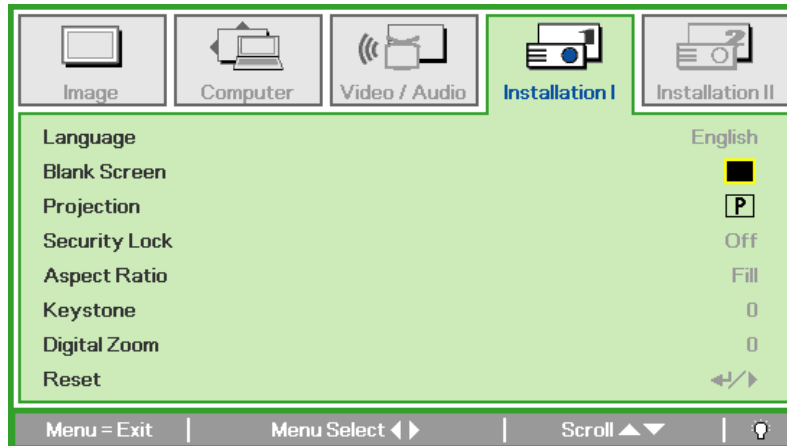 Image Computer Video / Audio Installation I Installation II
Language English
Blank Screen
Projection P
Security Lock Off
Aspect Ratio Fill
Keystone 0
Digital Zoom 0
Reset
Menu = Exit Menu Select Scroll